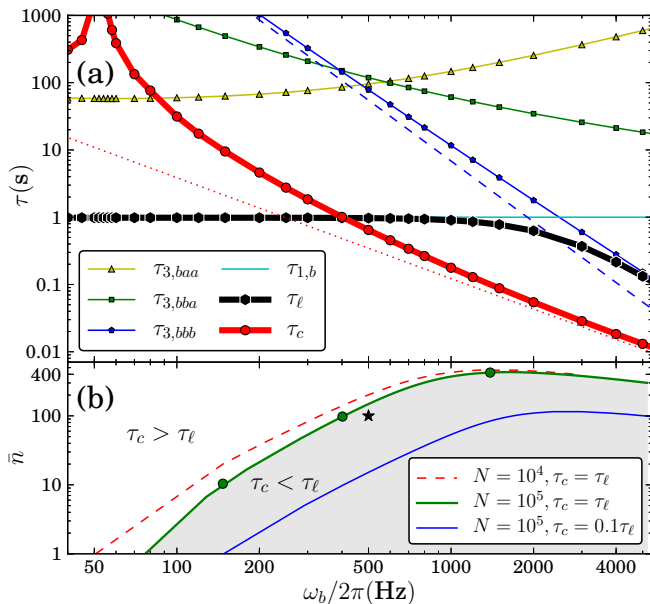 1000
100
10
1
0.1
0.01
τ(s)
(a)
τ3,baa
τ3,bba
τ3,bbb
τ1,b
τℓ
τc
400
100
10
1
n̄
(b)
τc > τℓ
τc < τℓ
N = 10^4, τc = τℓ
N = 10^5, τc = τℓ
N = 10^5, τc = 0.1τℓ
50 100 200 500 1000 2000 5000
ωb/2π(Hz)